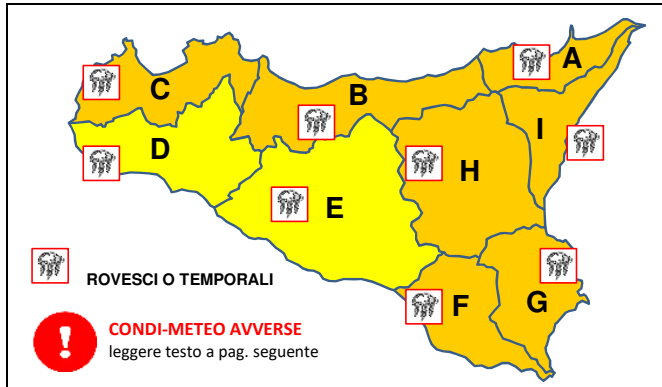 A
C
B
I
D
H
E
F
G
ROVESCI O TEMPORALI
CONDI-METEO AVVERSE
leggere testo a pag. seguente